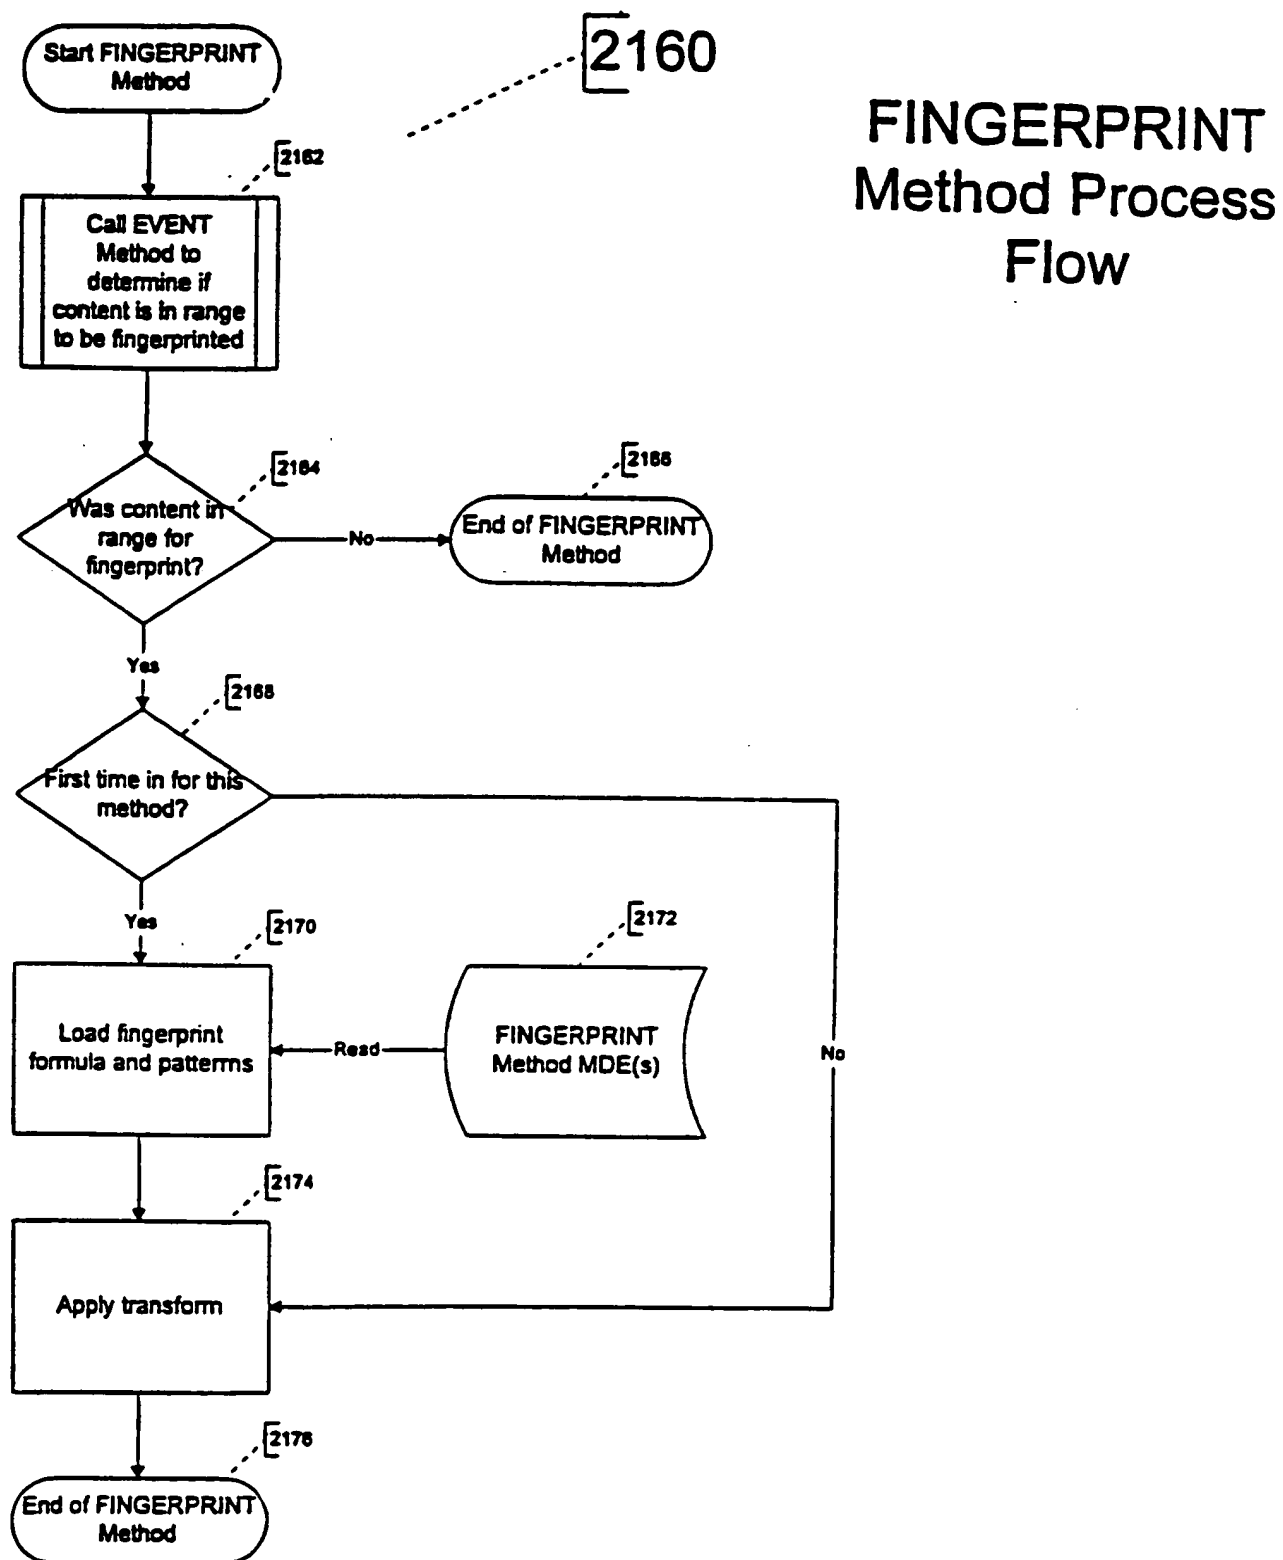 Start FINGERPRINT
Method
2160
FINGERPRINT
Method Process
Flow
2162
Call EVENT
Method to
determine if
content is in range
to be fingerprinted
2164
Was content in
range for
fingerprint?
No
2166
End of FINGERPRINT
Method
Yes
2168
First time in for this
method?
Yes
2170
Load fingerprint
formula and patterns
Read
2172
FINGERPRINT
Method MDE(s)
No
2174
Apply transform
2176
End of FINGERPRINT
Method